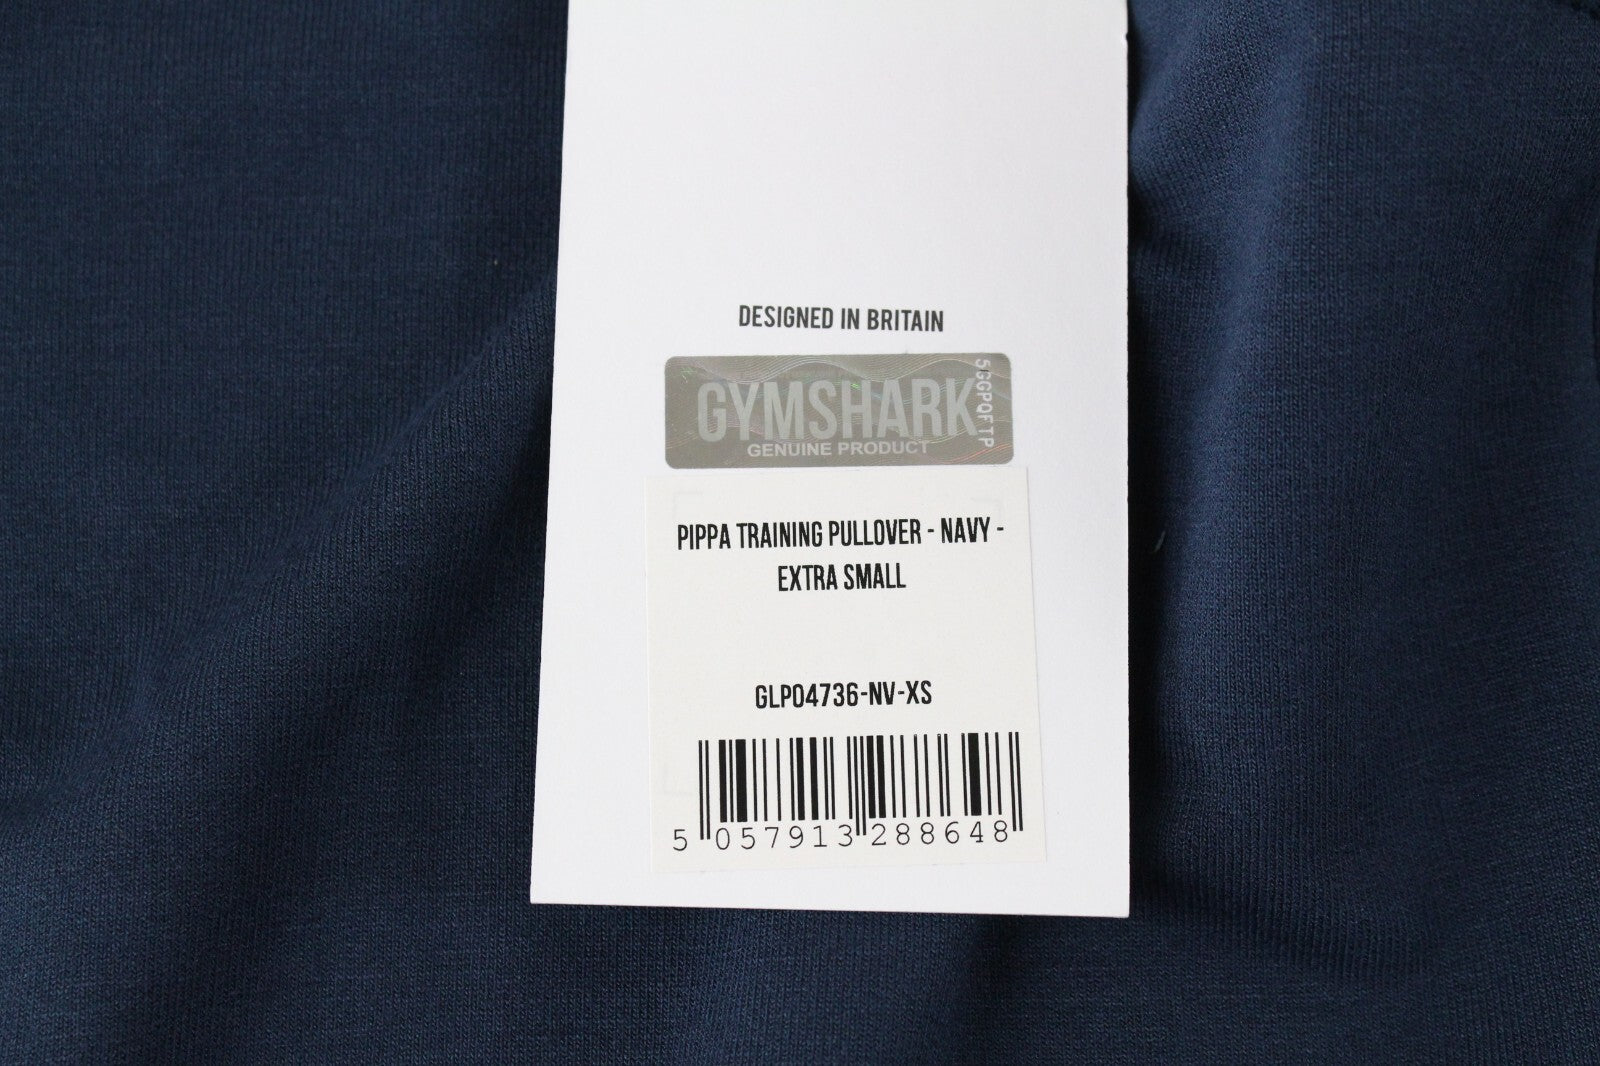 DESIGNED IN BRITAIN
GYMSHARK
GENUINE PRODUCT
5GGPQFTP
PIPPA TRAINING PULLOVER - NAVY -
EXTRA SMALL
GLP04736-NV-XS
5 057913 288648